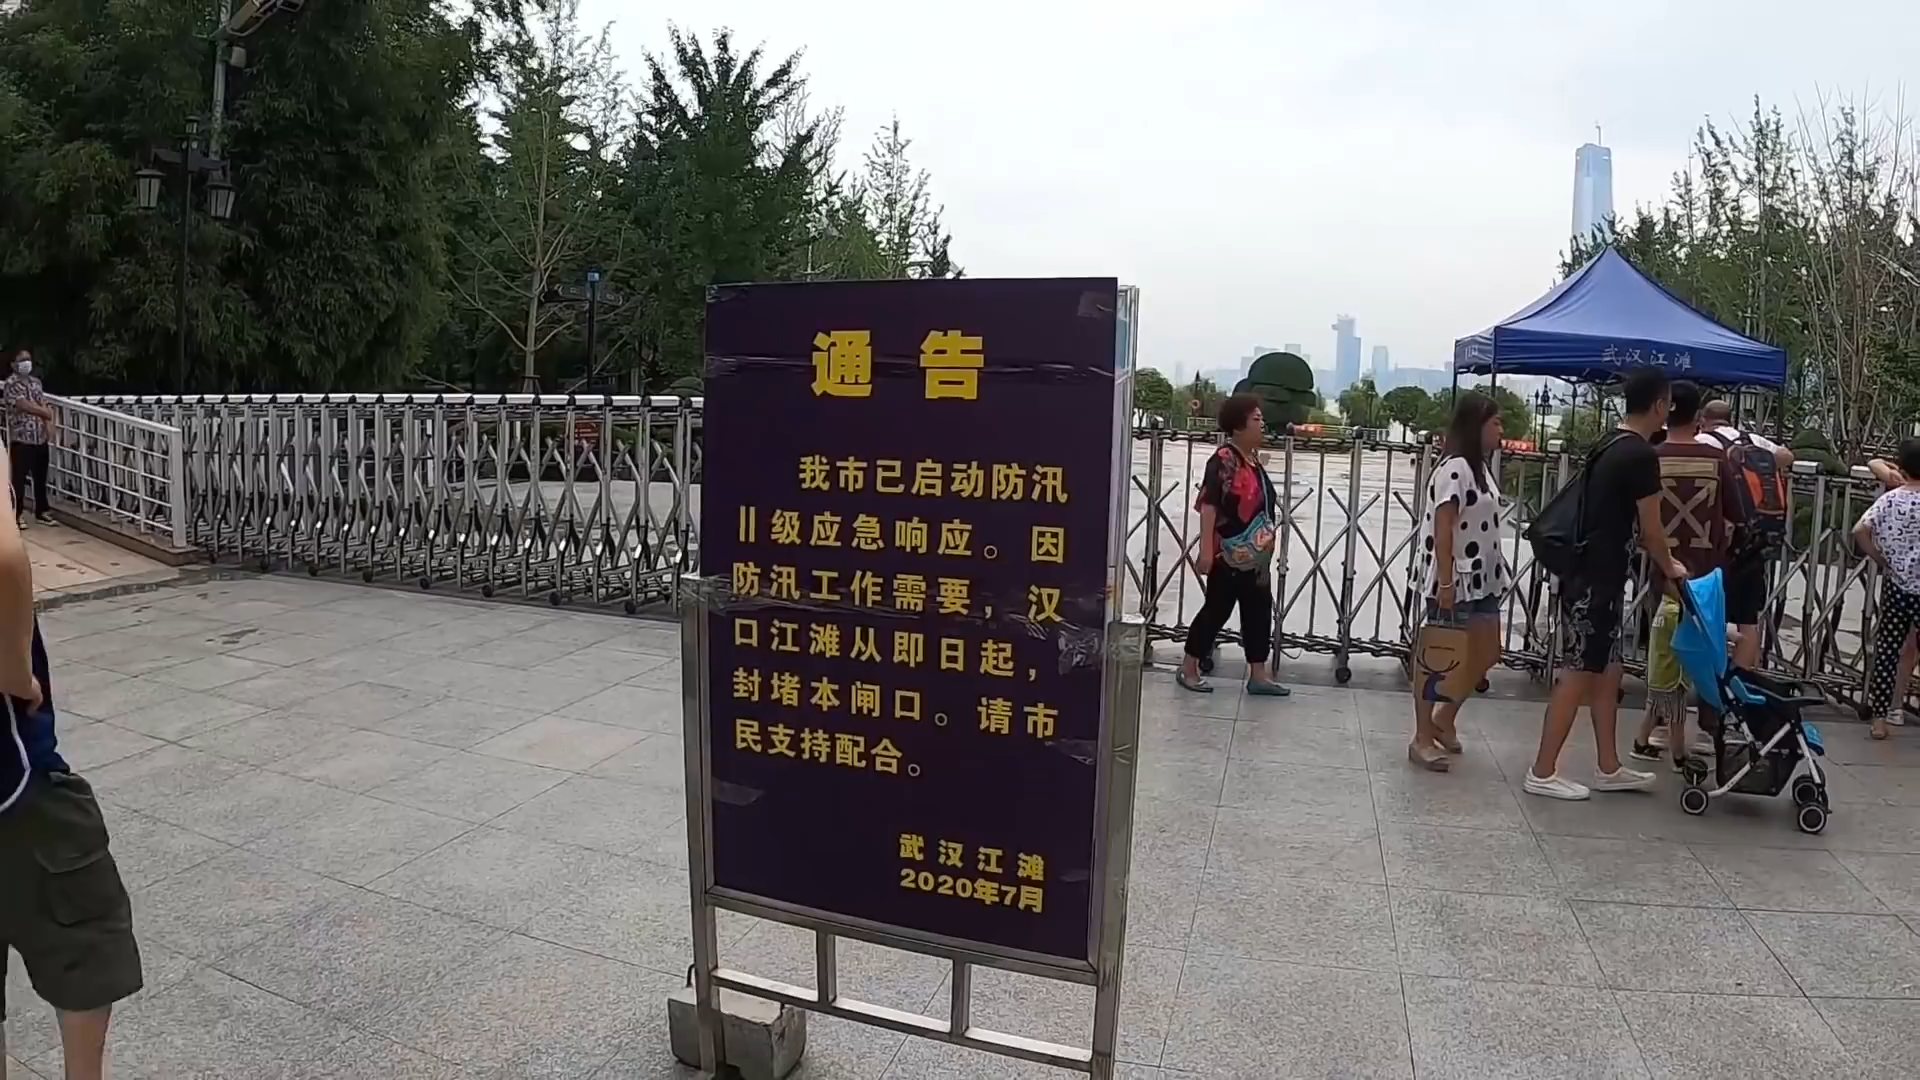 通告
我市已启动防汛
II级应急响应。因
防汛工作需要，汉
口江滩从即日起，
封堵本闸口。请市
民支持配合。
武汉江滩
2020年7月
武汉江滩